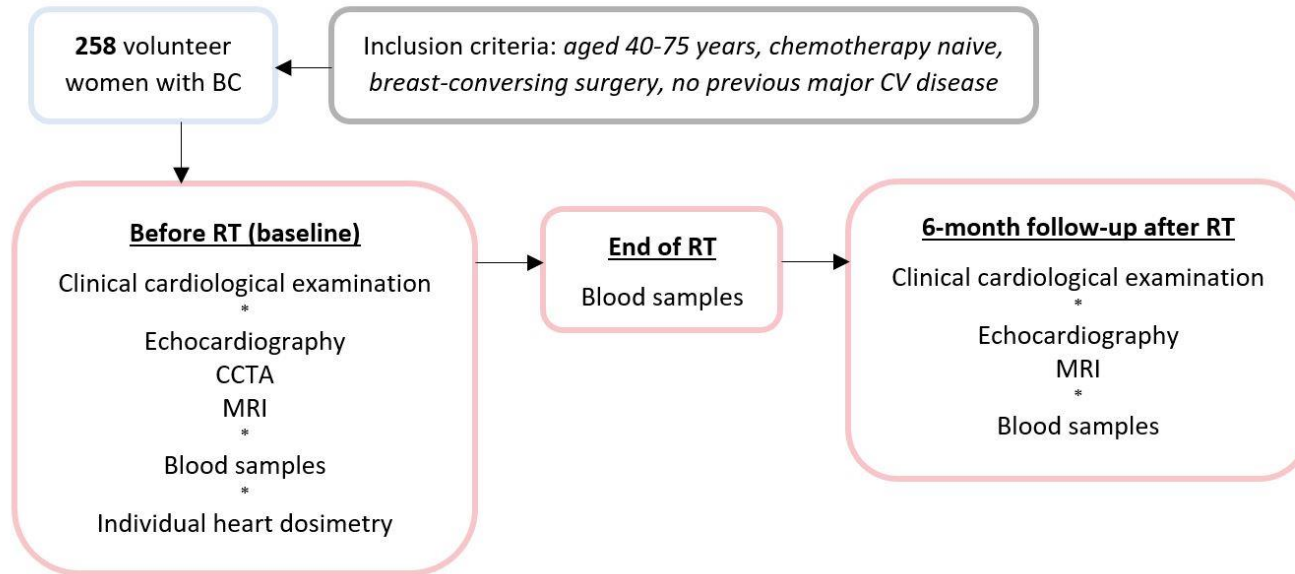 258 volunteer
women with BC
Inclusion criteria: aged 40-75 years, chemotherapy naive,
breast-conversing surgery, no previous major CV disease
Before RT (baseline)
Clinical cardiological examination
*
Echocardiography
CCTA
MRI
*
Blood samples
*
Individual heart dosimetry
End of RT
Blood samples
6-month follow-up after RT
Clinical cardiological examination
*
Echocardiography
MRI
*
Blood samples